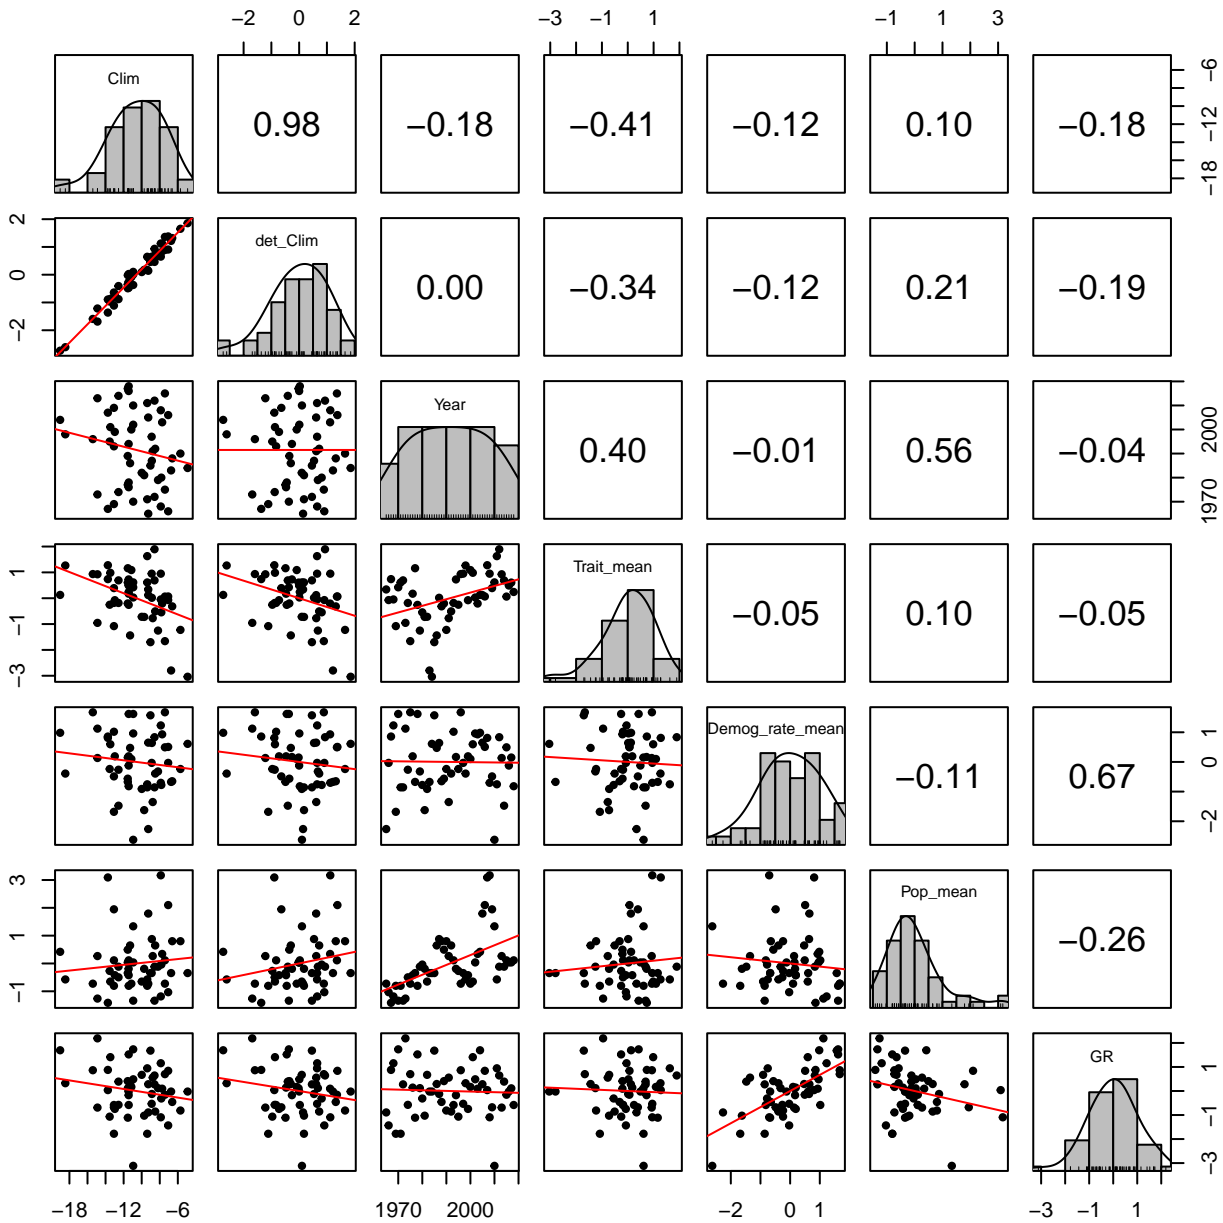 −2 0 2 −3 −1 1 −1 1 3
Clim 0.98 −0.18 −0.41 −0.12 0.10 −0.18 −18 −12 −6
−2 0 2 det_Clim 0.00 −0.34 −0.12 0.21 −0.19
Year 0.40 −0.01 0.56 −0.04 1970 2000
−3 −1 1 Trait_mean −0.05 0.10 −0.05
Demog_rate_mean −0.11 0.67 −2 0 1
−1 1 3 Pop_mean −0.26
GR −3 −1 1
−18 −12 −6 1970 2000 −2 0 1 −3 −1 1